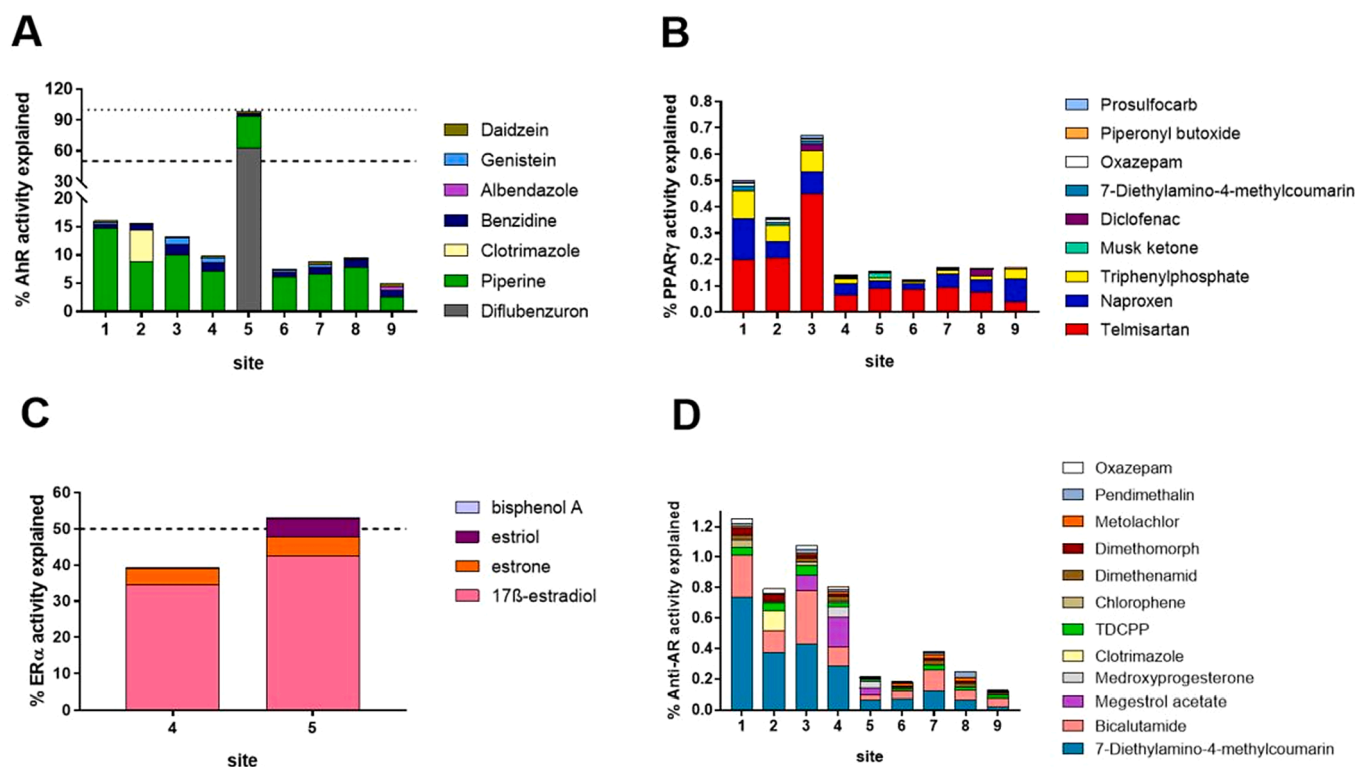 A
% AhR activity explained
120
90
60
30
20
15
10
5
0
1 2 3 4 5 6 7 8 9
site
Daidzein
Genistein
Albendazole
Benzidine
Clotrimazole
Piperine
Diflubenzuron
B
% PPARγ activity explained
0.8
0.7
0.6
0.5
0.4
0.3
0.2
0.1
0.0
1 2 3 4 5 6 7 8 9
site
Prosulfocarb
Piperonyl butoxide
Oxazepam
7-Diethylamino-4-methylcoumarin
Diclofenac
Musk ketone
Triphenylphosphate
Naproxen
Telmisartan
C
% ERα activity explained
60
50
40
30
20
10
0
4 5
site
bisphenol A
estriol
estrone
17ß-estradiol
D
% Anti-AR activity explained
1.2
1.0
0.8
0.6
0.4
0.2
0.0
1 2 3 4 5 6 7 8 9
site
Oxazepam
Pendimethalin
Metolachlor
Dimethomorph
Dimethenamid
Chlorophene
TDCPP
Clotrimazole
Medroxyprogesterone
Megestrol acetate
Bicalutamide
7-Diethylamino-4-methylcoumarin